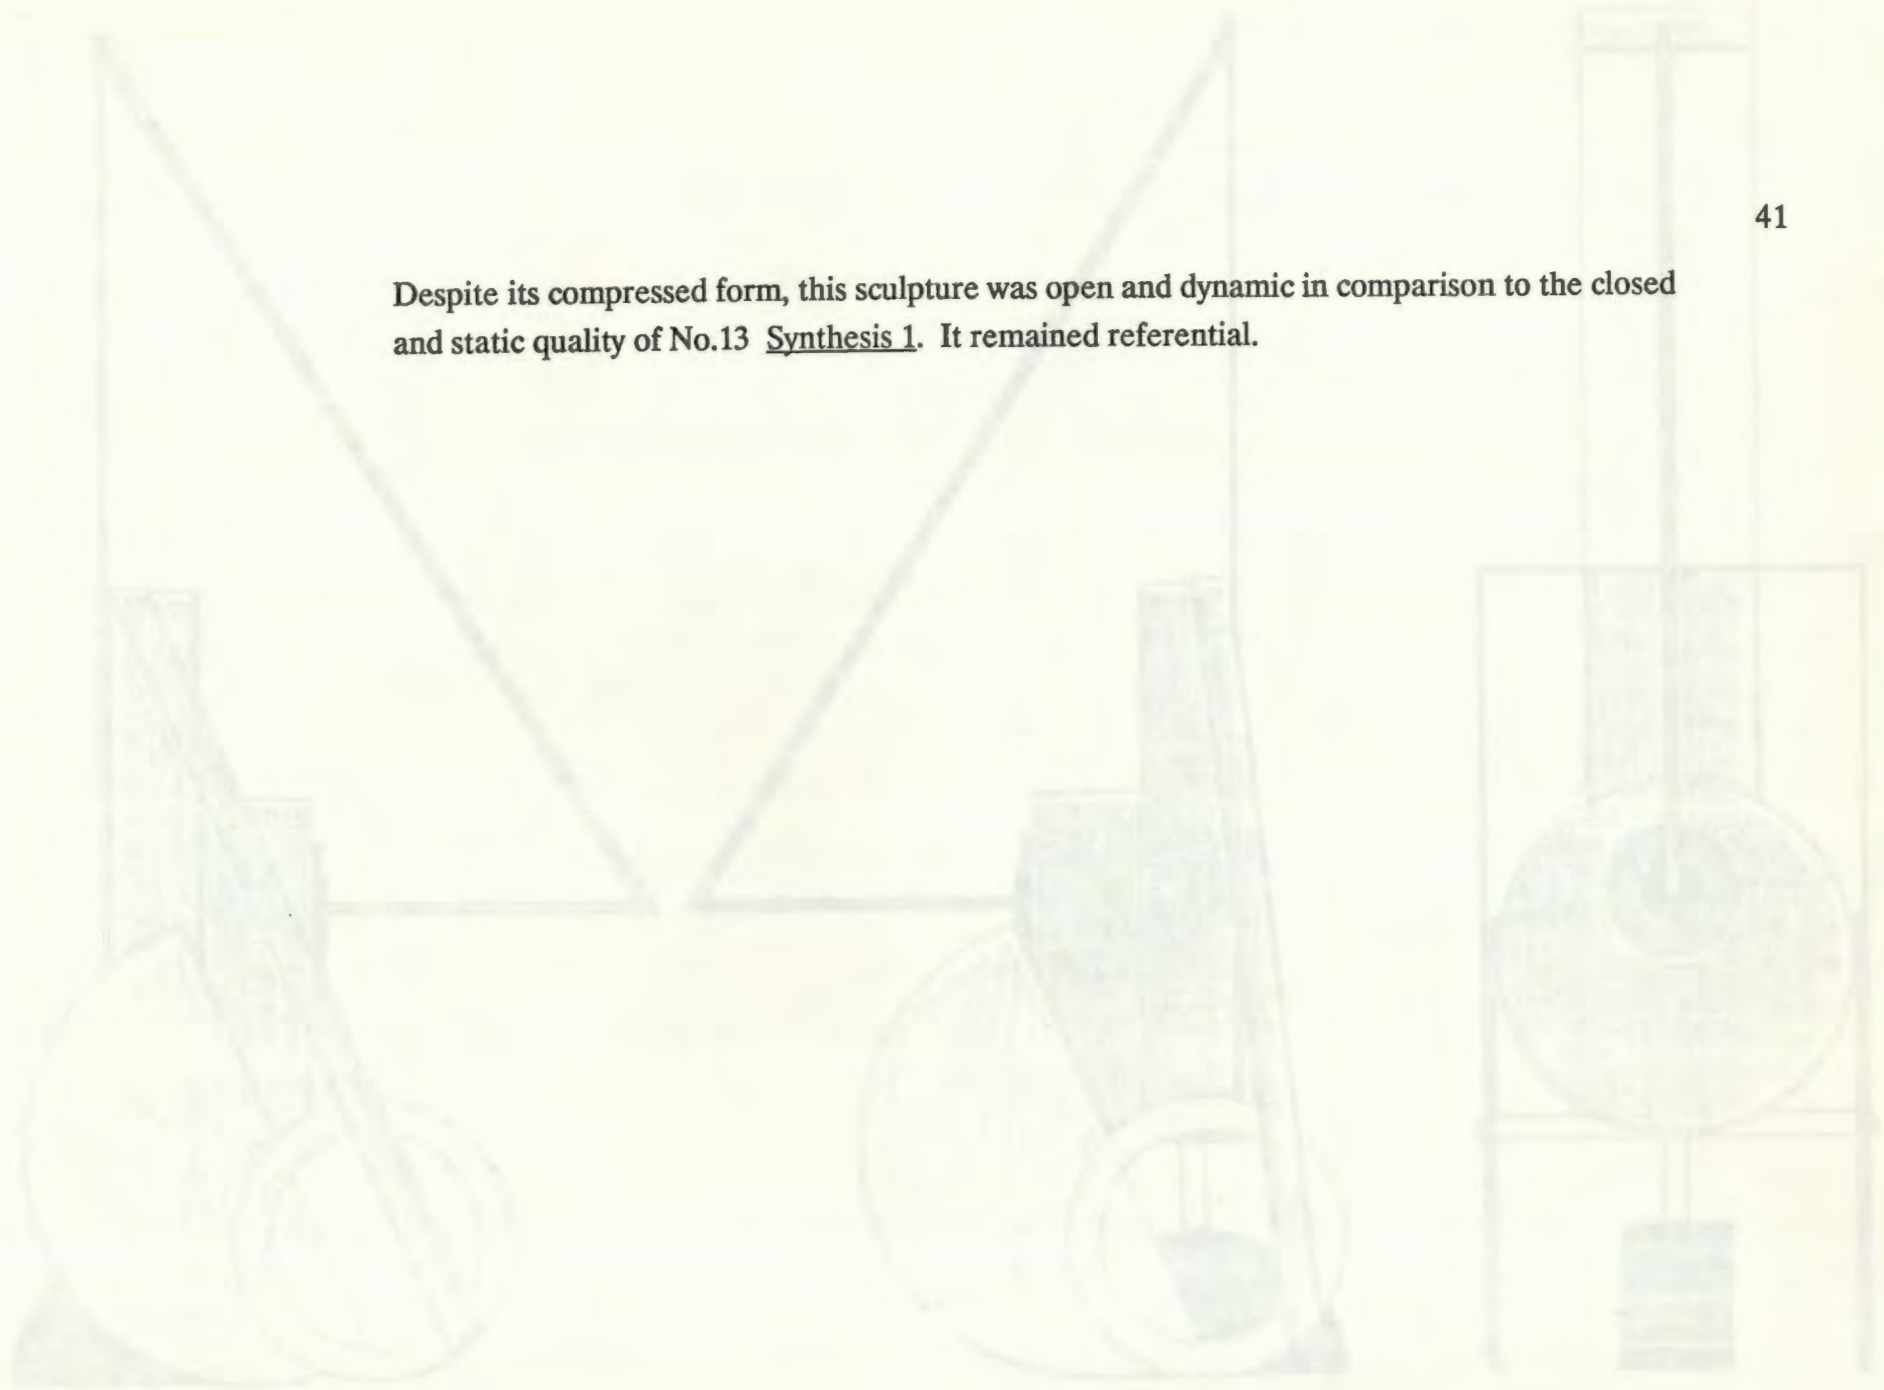 41
Despite its compressed form, this sculpture was open and dynamic in comparison to the closed
and static quality of No.13 Synthesis 1. It remained referential.